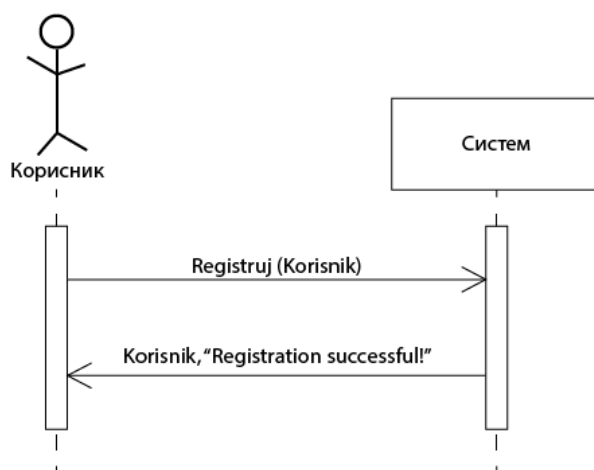 Корисник
Систем
Registruj (Korisnik)
Korisnik, “Registration successful!”